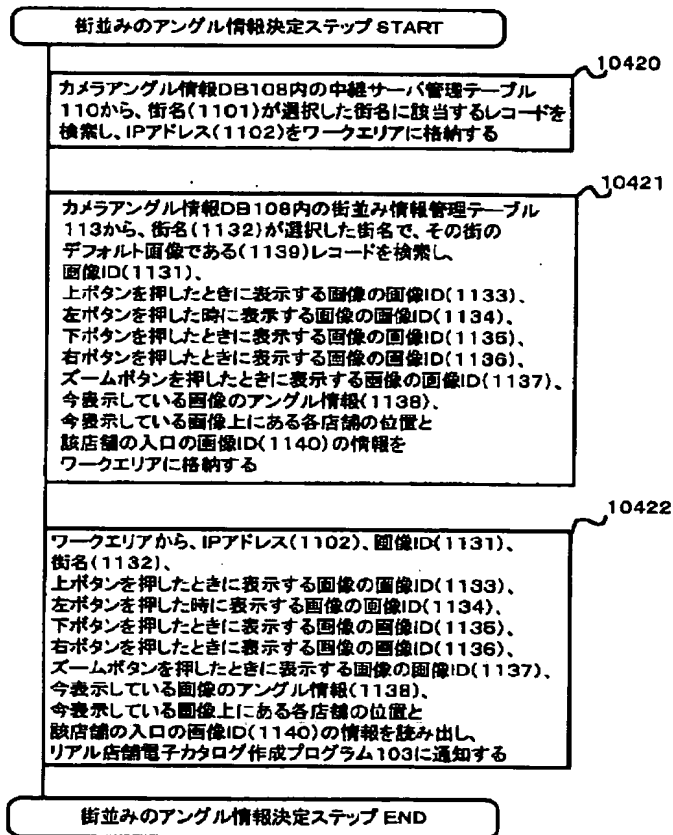 街並みのアングル情報決定ステップ START
10420
カメラアングル情報DB108内の中継サーバ管理テーブル
110から、街名(1101)が選択した街名に該当するレコードを
検索し、IPアドレス(1102)をワークエリアに格納する
10421
カメラアングル情報DB108内の街並み情報管理テーブル
113から、街名(1132)が選択した街名で、その街の
デフォルト画像である(1139)レコードを検索し、
画像ID(1131)、
上ボタンを押したときに表示する画像の画像ID(1133)、
左ボタンを押した時に表示する画像の画像ID(1134)、
下ボタンを押したときに表示する画像の画像ID(1135)、
右ボタンを押したときに表示する画像の画像ID(1136)、
ズームボタンを押したときに表示する画像の画像ID(1137)、
今表示している画像のアングル情報(1138)、
今表示している画像上にある各店舗の位置と
該店舗の入口の画像ID(1140)の情報を
ワークエリアに格納する
10422
ワークエリアから、IPアドレス(1102)、画像ID(1131)、
街名(1132)、
上ボタンを押したときに表示する画像の画像ID(1133)、
左ボタンを押した時に表示する画像の画像ID(1134)、
下ボタンを押したときに表示する画像の画像ID(1135)、
右ボタンを押したときに表示する画像の画像ID(1136)、
ズームボタンを押したときに表示する画像の画像ID(1137)、
今表示している画像のアングル情報(1138)、
今表示している画像上にある各店舗の位置と
該店舗の入口の画像ID(1140)の情報を読み出し、
リアル店舗電子カタログ作成プログラム103に通知する
街並みのアングル情報決定ステップ END